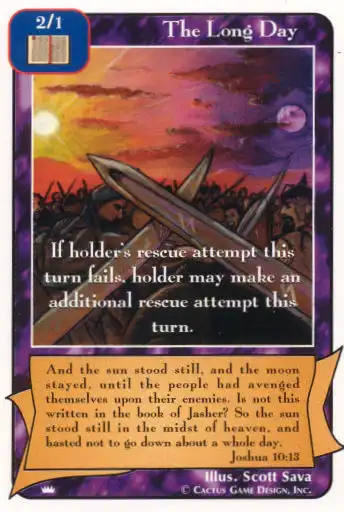 2/1
The Long Day
If holder's rescue attempt this
turn fails, holder may make an
additional rescue attempt this
turn.
And the sun stood still, and the moon
stayed, until the people had avenged
themselves upon their enemies. Is not this
written in the book of Jasher? So the sun
stood still in the midst of heaven, and
hasted not to go down about a whole day.
Joshua 10:13
Illus. Scott Sava
© Cactus Game Design, Inc.